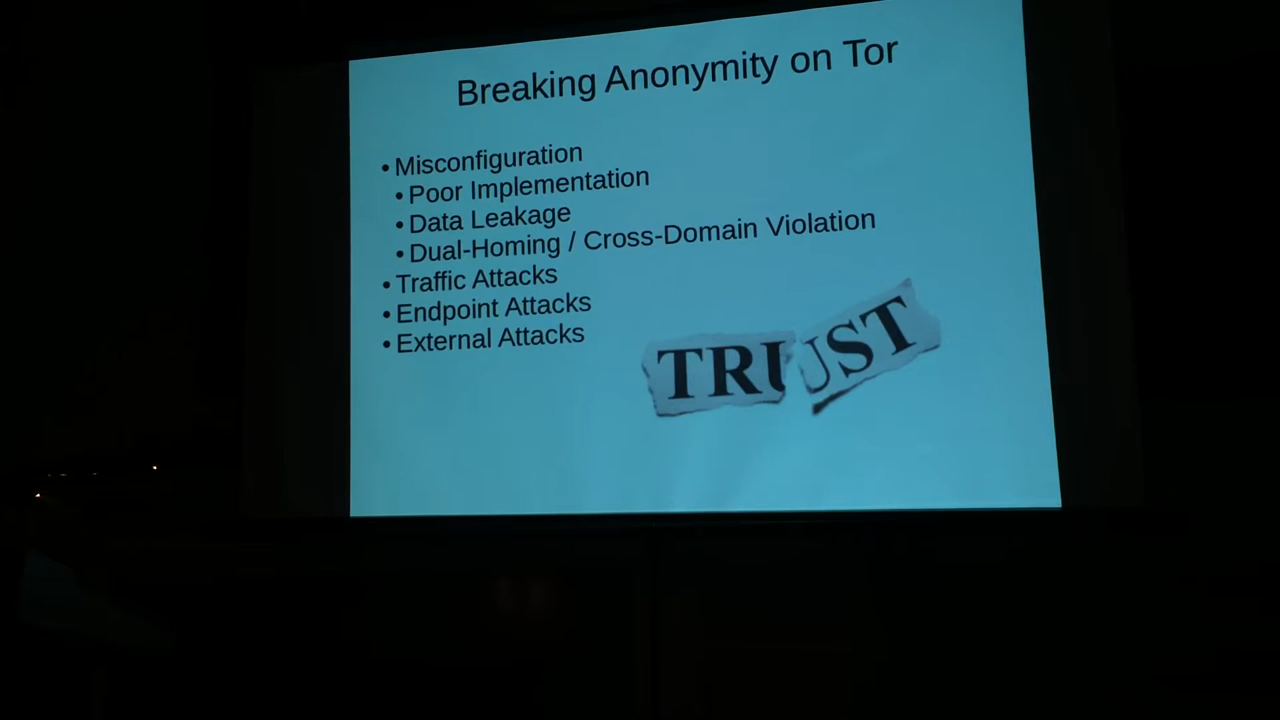 Breaking Anonymity on Tor
• Misconfiguration
• Poor Implementation
• Data Leakage
• Dual-Homing / Cross-Domain Violation
• Traffic Attacks
• Endpoint Attacks
• External Attacks
TRUST